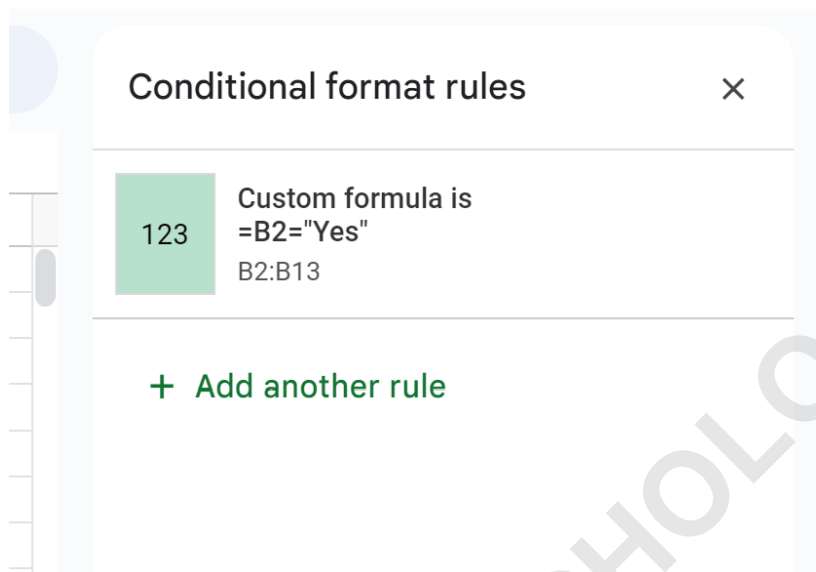 Conditional format rules
123
Custom formula is
=B2="Yes"
B2:B13
+ Add another rule